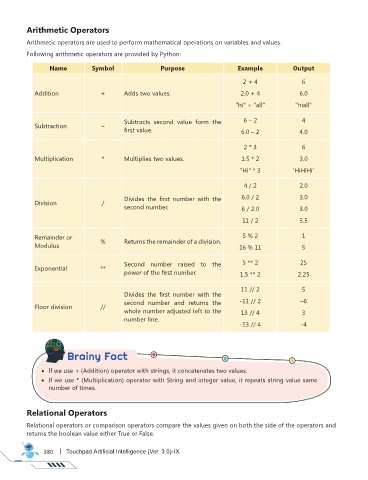 Arithmetic Operators
Arithmetic operators are used to perform mathematical operations on variables and values.
Following arithmetic operators are provided by Python:
Name Symbol Purpose Example Output
2 + 4 6
Addition + Adds two values. 2.0 + 4 6.0
"hi" + "all" "hiall"
Subtraction – Subtracts second value form the first value. 6 – 2 4
6.0 – 2 4.0
2 * 3 6
Multiplication * Multiplies two values. 1.5 * 2 3.0
"Hi" * 3 'HiHiHi'
4 / 2 2.0
Division / Divides the first number with the second number. 6.0 / 2 3.0
6 / 2.0 3.0
11 / 2 5.5
Remainder or Modulus % Returns the remainder of a division. 5 % 2 1
16 % 11 5
Exponential ** Second number raised to the power of the first number. 5 ** 2 25
1.5 ** 2 2.25
11 // 2 5
Floor division // Divides the first number with the second number and returns the whole number adjusted left to the number line. -11 // 2 –6
13 // 4 3
-13 // 4 –4
Brainy Fact
• If we use + (Addition) operator with strings, it concatenates two values.
• If we use * (Multiplication) operator with String and integer value, it repeats string value same
number of times.
Relational Operators
Relational operators or comparison operators compare the values given on both the side of the operators and
returns the boolean value either True or False.
380 | Touchpad Artificial Intelligence (Ver. 3.0)-IX